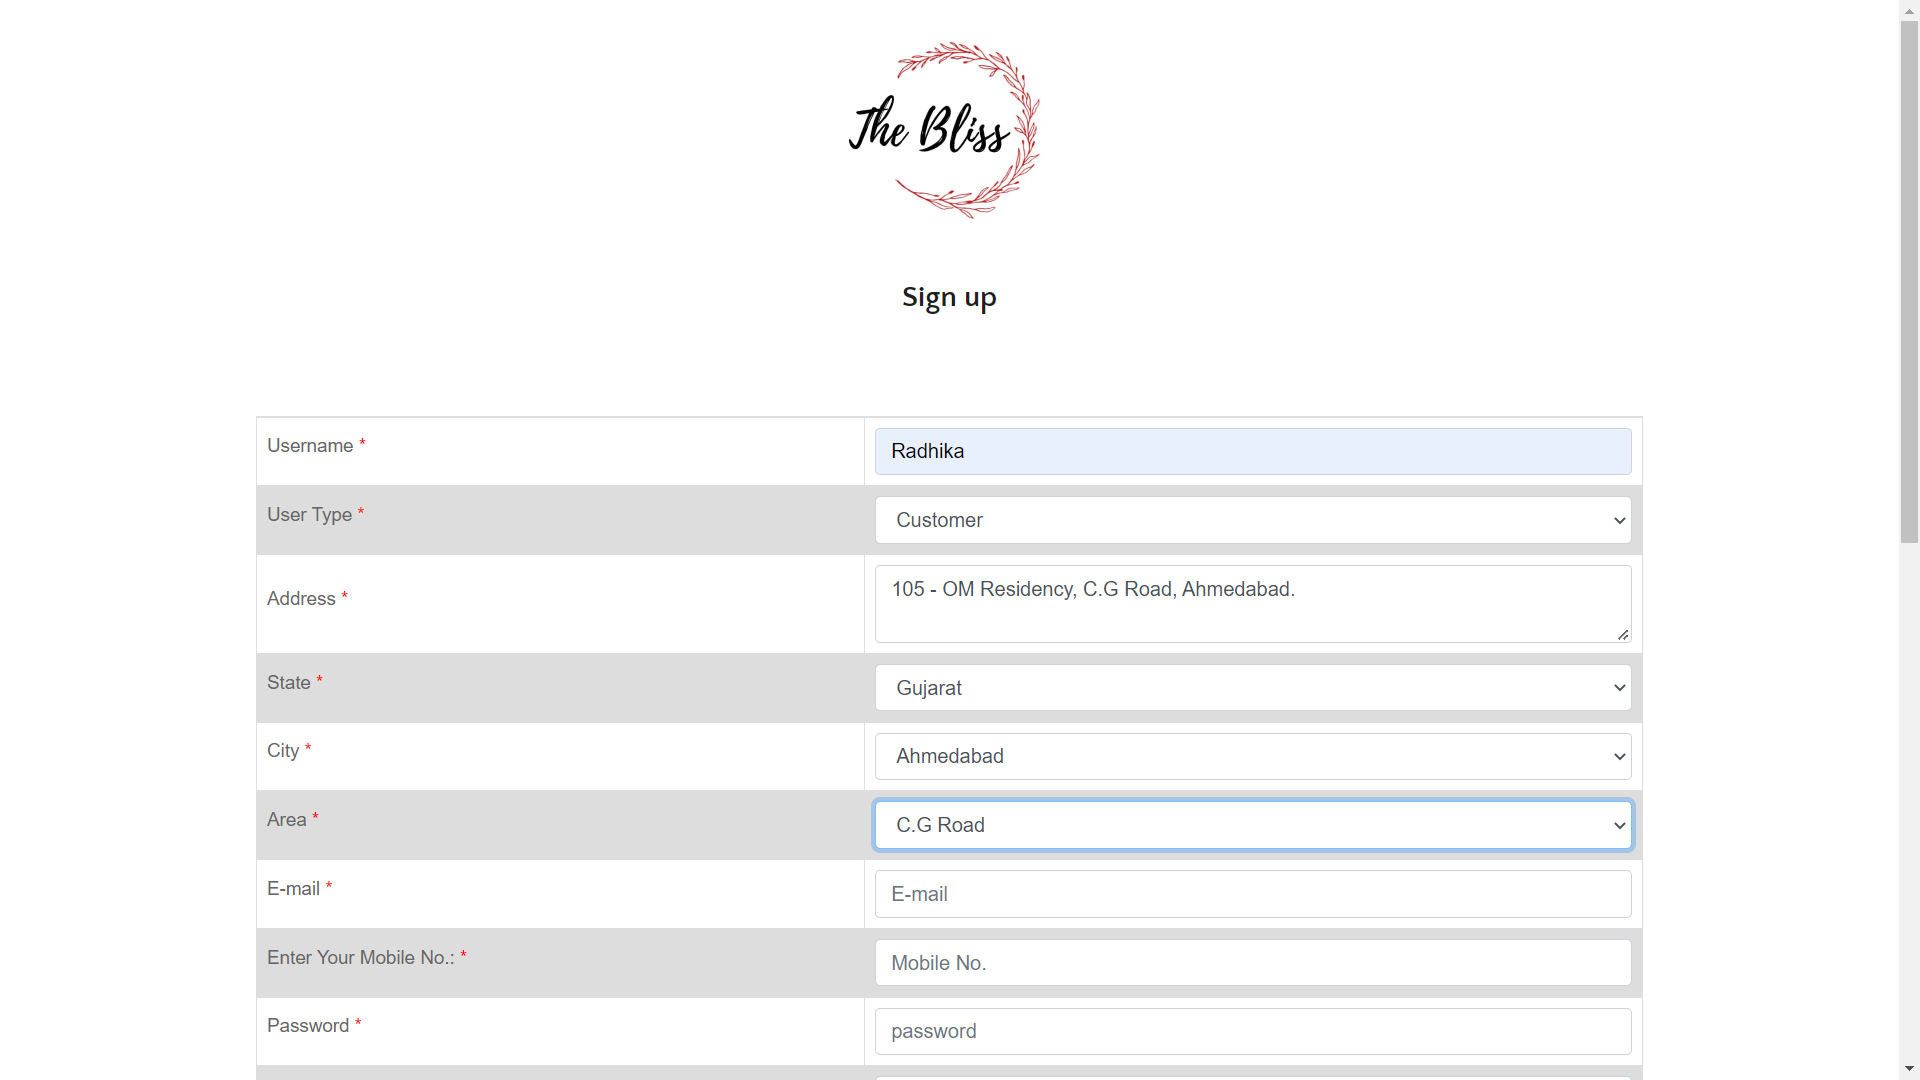 The Bliss
Sign up
Username *
Radhika
User Type *
Customer
Address *
105 - OM Residency, C.G Road, Ahmedabad.
State *
Gujarat
City *
Ahmedabad
Area *
C.G Road
E-mail *
E-mail
Enter Your Mobile No.: *
Mobile No.
Password *
password